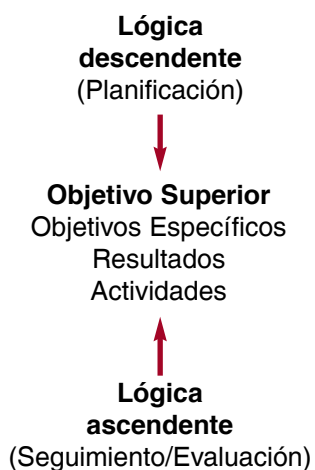 Lógica
descendente
(Planificación)
Objetivo Superior
Objetivos Específicos
Resultados
Actividades
Lógica
ascendente
(Seguimiento/Evaluación)